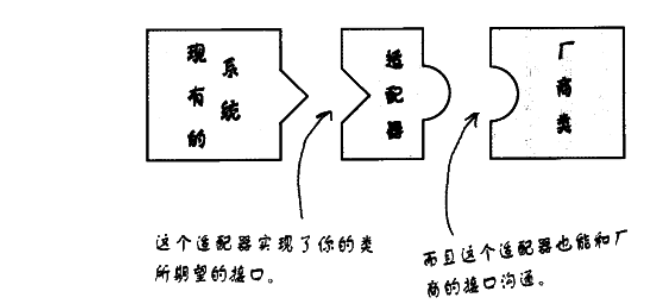 现有的
系统
适配器
厂商类
这个适配器实现了你的类
所期望的接口。
而且这个适配器也能和厂
商的接口沟通。